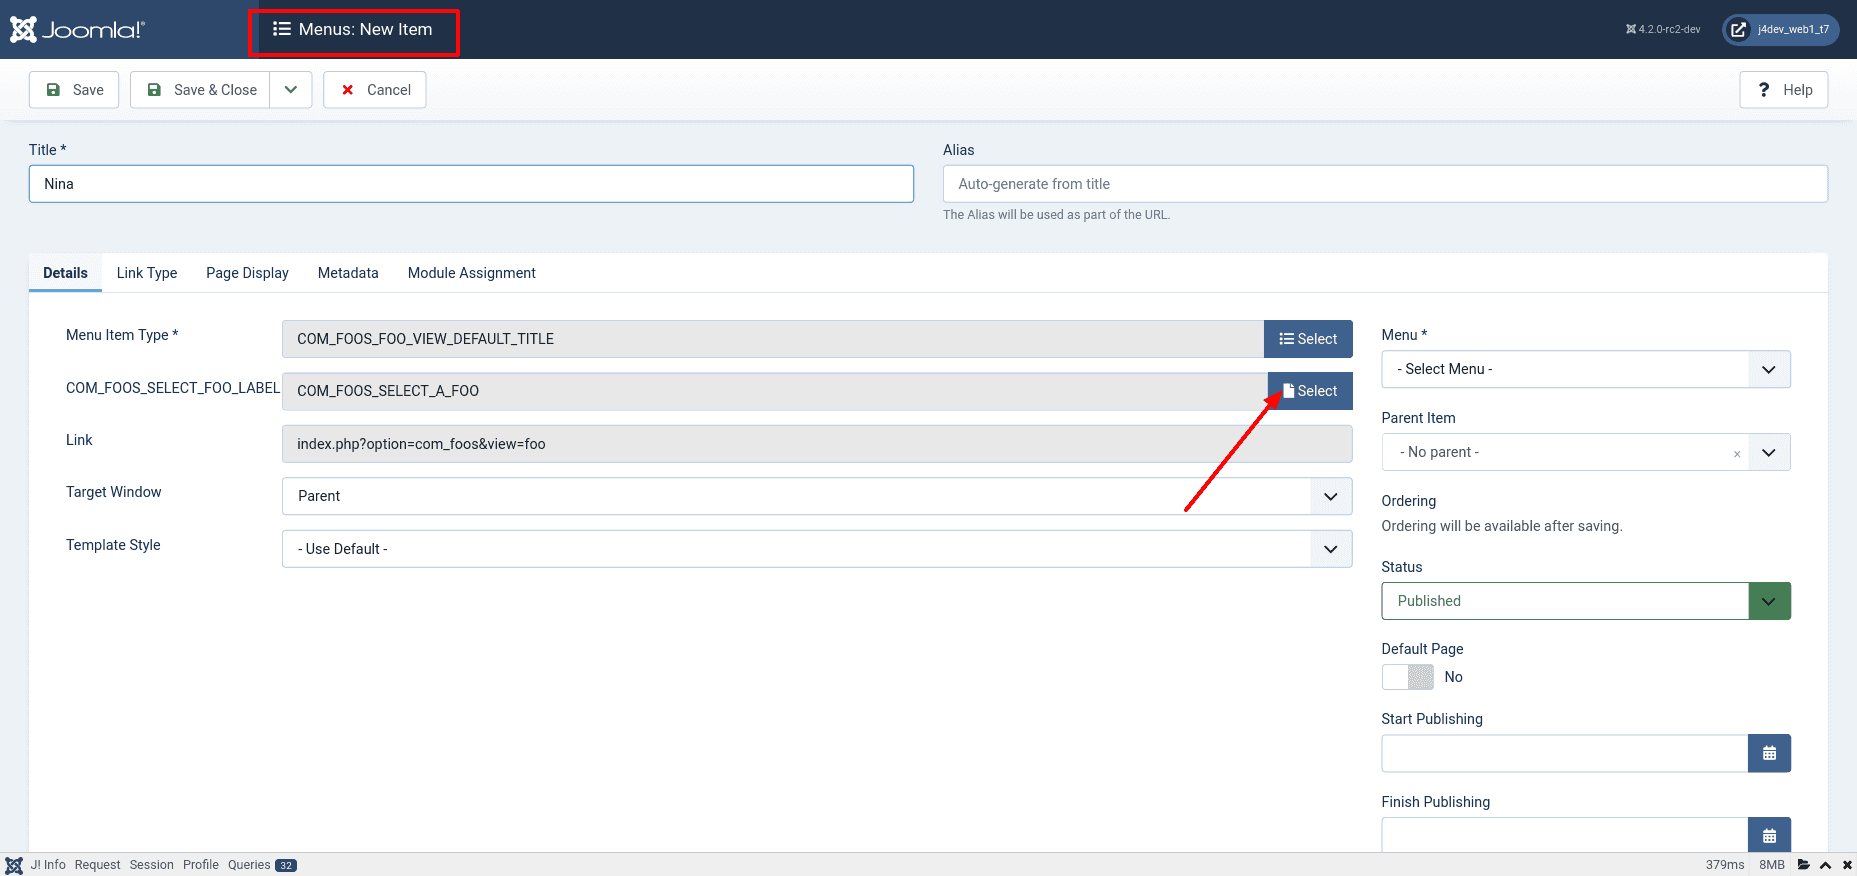 Joomla!®
Menus: New Item
4.2.0-rc2-dev
j4dev_web1_t7
Save
Save & Close
Cancel
? Help
Title *
Nina
Alias
Auto-generate from title
The Alias will be used as part of the URL.
Details
Link Type
Page Display
Metadata
Module Assignment
Menu Item Type *
COM_FOOS_FOO_VIEW_DEFAULT_TITLE
Select
COM_FOOS_SELECT_FOO_LABEL
COM_FOOS_SELECT_A_FOO
Select
Link
index.php?option=com_foos&view=foo
Target Window
Parent
Template Style
- Use Default -
Menu *
- Select Menu -
Parent Item
- No parent -
×
Ordering
Ordering will be available after saving.
Status
Published
Default Page
No
Start Publishing
Finish Publishing
J! Info
Request
Session
Profile
Queries 32
379ms
8MB